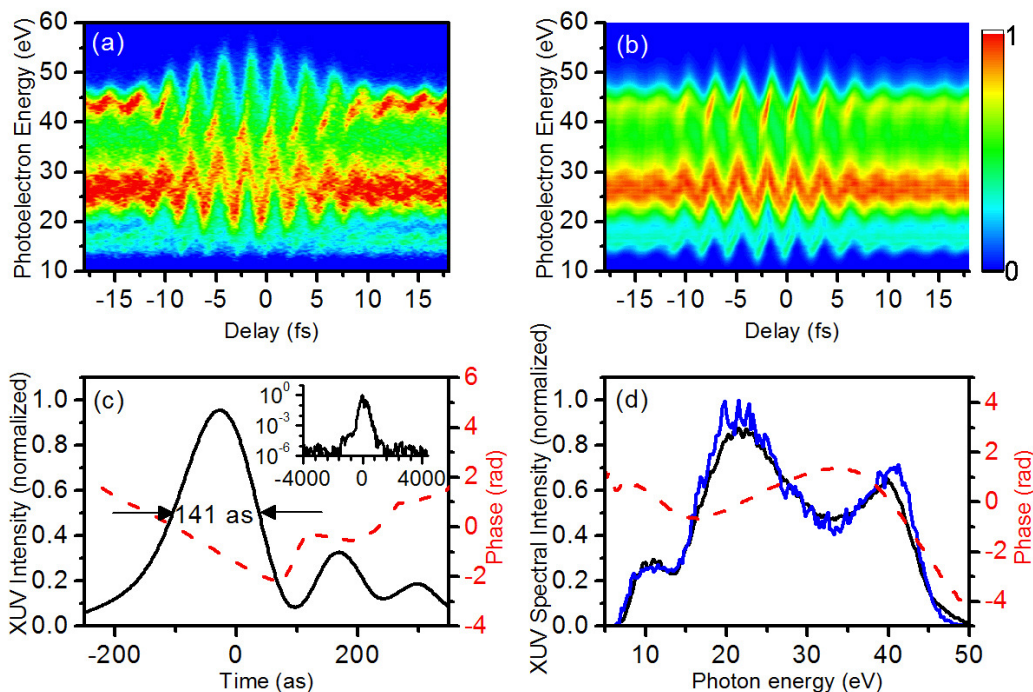 (a)
Photoelectron Energy (eV)
60
50
40
30
20
10
-15 -10 -5 0 5 10 15
Delay (fs)
(b)
Photoelectron Energy (eV)
60
50
40
30
20
10
-15 -10 -5 0 5 10 15
Delay (fs)
1
0
(c)
XUV Intensity (normalized)
1.0
0.8
0.6
0.4
0.2
0.0
-200 0 200
Time (as)
141 as
10^0
10^-3
10^-6
-4000 0 4000
6
4
2
0
-2
-4
Phase (rad)
(d)
XUV Spectral Intensity (normalized)
1.0
0.8
0.6
0.4
0.2
0.0
10 20 30 40 50
Photon energy (eV)
4
2
0
-2
-4
Phase (rad)